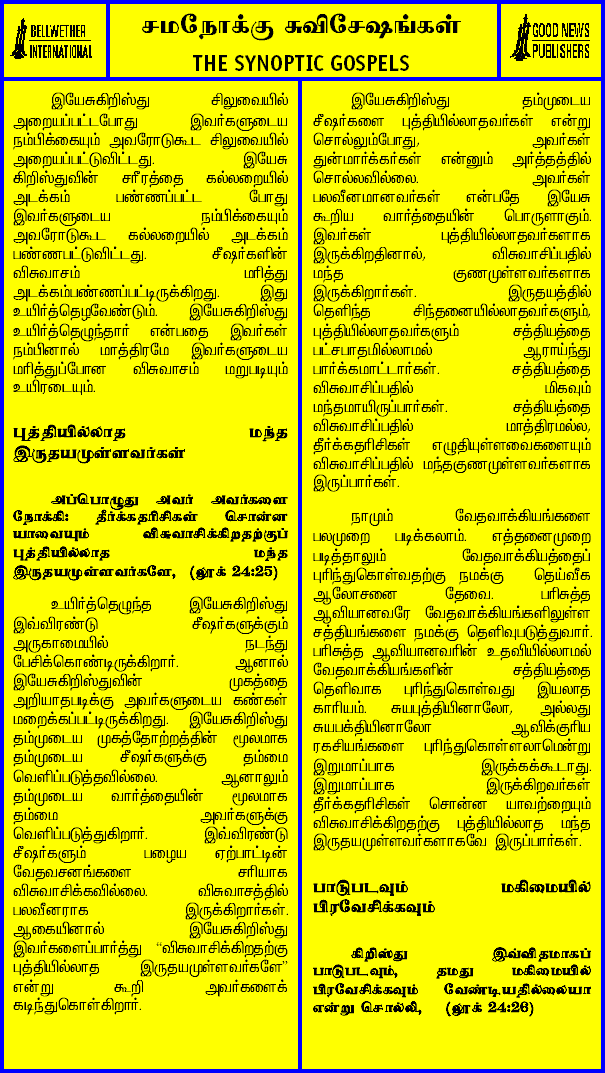 BELLWETHER
INTERNATIONAL
சமநோக்கு சுவிசேஷங்கள்
THE SYNOPTIC GOSPELS
GOOD NEWS
PUBLISHERS
இயேசுகிறிஸ்து சிலுவையில்
அறையப்பட்டபோது இவர்களுடைய
நம்பிக்கையும் அவரோடுகூட சிலுவையில்
அறையப்பட்டுவிட்டது. இயேசு
கிறிஸ்துவின் சரீரத்தை கல்லறையில்
அடக்கம் பண்ணப்பட்ட போது
இவர்களுடைய நம்பிக்கையும்
அவரோடுகூட கல்லறையில் அடக்கம்
பண்ணபட்டுவிட்டது. சீஷர்களின்
விசுவாசம் மரித்து
அடக்கம்பண்ணப்பட்டிருக்கிறது. இது
உயிர்த்தெழவேண்டும். இயேசுகிறிஸ்து
உயிர்த்தெழுந்தார் என்பதை இவர்கள்
நம்பினால் மாத்திரமே இவர்களுடைய
மரித்துப்போன விசுவாசம் மறுபடியும்
உயிரடையும்.
புத்தியில்லாத மந்த
இருதயமுள்ளவர்கள்
அப்பொழுது அவர் அவர்களை
நோக்கி: தீர்க்கதரிசிகள் சொன்ன
யாவையும் விசுவாசிக்கிறதற்குப்
புத்தியில்லாத மந்த
இருதயமுள்ளவர்களே, (லூக் 24:25)
உயிர்த்தெழுந்த இயேசுகிறிஸ்து
இவ்விரண்டு சீஷர்களுக்கும்
அருகாமையில் நடந்து
பேசிக்கொண்டிருக்கிறார். ஆனால்
இயேசுகிறிஸ்துவின் முகத்தை
அறியாதபடிக்கு அவர்களுடைய கண்கள்
மறைக்கப்பட்டிருக்கிறது. இயேசுகிறிஸ்து
தம்முடைய முகத்தோற்றத்தின் மூலமாக
தம்முடைய சீஷர்களுக்கு தம்மை
வெளிப்படுத்தவில்லை. ஆனாலும்
தம்முடைய வார்த்தையின் மூலமாக
தம்மை அவர்களுக்கு
வெளிப்படுத்துகிறார். இவ்விரண்டு
சீஷர்களும் பழைய ஏற்பாட்டின்
வேதவசனங்களை சரியாக
விசுவாசிக்கவில்லை. விசுவாசத்தில்
பலவீனராக இருக்கிறார்கள்.
ஆகையினால் இயேசுகிறிஸ்து
இவர்களைப்பார்த்து “விசுவாசிக்கிறதற்கு
புத்தியில்லாத இருதயமுள்ளவர்களே”
என்று கூறி அவர்களைக்
கடிந்துகொள்கிறார்.
இயேசுகிறிஸ்து தம்முடைய
சீஷர்களை புத்தியில்லாதவர்கள் என்று
சொல்லும்போது, அவர்கள்
துன்மார்க்கர்கள் என்னும் அர்த்தத்தில்
சொல்லவில்லை. அவர்கள்
பலவீனமானவர்கள் என்பதே இயேசு
கூறிய வார்த்தையின் பொருளாகும்.
இவர்கள் புத்தியில்லாதவர்களாக
இருக்கிறதினால், விசுவாசிப்பதில்
மந்த குணமுள்ளவர்களாக
இருக்கிறார்கள். இருதயத்தில்
தெளிந்த சிந்தனையில்லாதவர்களும்,
புத்தியில்லாதவர்களும் சத்தியத்தை
பட்சபாதமில்லாமல் ஆராய்ந்து
பார்க்கமாட்டார்கள். சத்தியத்தை
விசுவாசிப்பதில் மிகவும்
மந்தமாயிருப்பார்கள். சத்தியத்தை
விசுவாசிப்பதில் மாத்திரமல்ல,
தீர்க்கதரிசிகள் எழுதியுள்ளவைகளையும்
விசுவாசிப்பதில் மந்தகுணமுள்ளவர்களாக
இருப்பார்கள்.
நாமும் வேதவாக்கியங்களை
பலமுறை படிக்கலாம். எத்தனைமுறை
படித்தாலும் வேதவாக்கியத்தைப்
புரிந்துகொள்வதற்கு நமக்கு தெய்வீக
ஆலோசனை தேவை. பரிசுத்த
ஆவியானவரே வேதவாக்கியங்களிலுள்ள
சத்தியங்களை நமக்கு தெளிவுபடுத்துவார்.
பரிசுத்த ஆவியானவரின் உதவியில்லாமல்
வேதவாக்கியங்களின் சத்தியத்தை
தெளிவாக புரிந்துகொள்வது இயலாத
காரியம். சுயபுத்தியினாலோ, அல்லது
சுயபக்தியினாலோ ஆவிக்குரிய
ரகசியங்களை புரிந்துகொள்ளலாமென்று
இறுமாப்பாக இருக்கக்கூடாது.
இறுமாப்பாக இருக்கிறவர்கள்
தீர்க்கதரிசிகள் சொன்ன யாவற்றையும்
விசுவாசிக்கிறதற்கு புத்தியில்லாத மந்த
இருதயமுள்ளவர்களாகவே இருப்பார்கள்.
பாடுபடவும் மகிமையில்
பிரவேசிக்கவும்
கிறிஸ்து இவ்விதமாகப்
பாடுபடவும், தமது மகிமையில்
பிரவேசிக்கவும் வேண்டியதில்லையா
என்று சொல்லி, (லூக் 24:26)